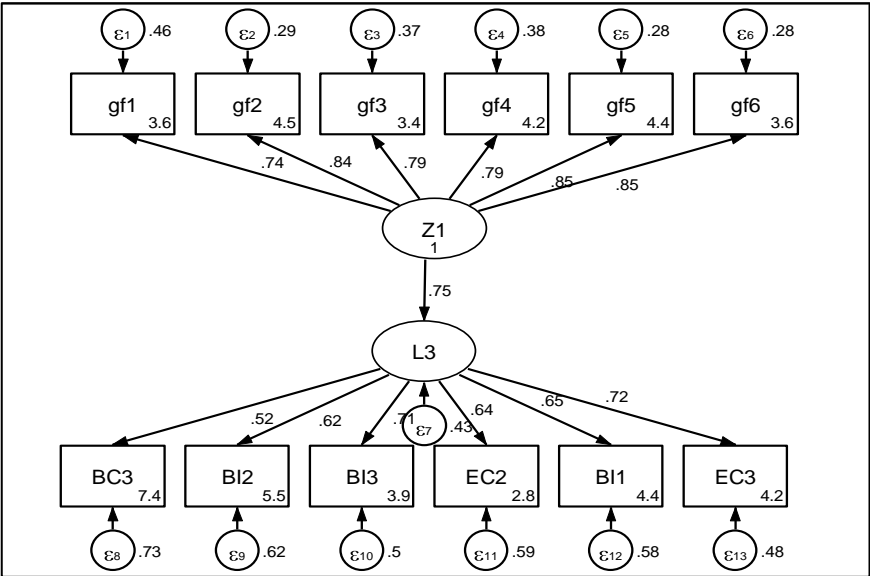 ε1 .46 ε2 .29 ε3 .37 ε4 .38 ε5 .28 ε6 .28
gf1 gf2 gf3 gf4 gf5 gf6
3.6 4.5 3.4 4.2 4.4 3.6
.74 .84 .79 .79 .85 .85
Z1
1
.75
L3
.52 .62 .71 .64 .65 .72
ε7 .43
BC3 BI2 BI3 EC2 BI1 EC3
7.4 5.5 3.9 2.8 4.4 4.2
ε8 .73 ε9 .62 ε10 .5 ε11 .59 ε12 .58 ε13 .48